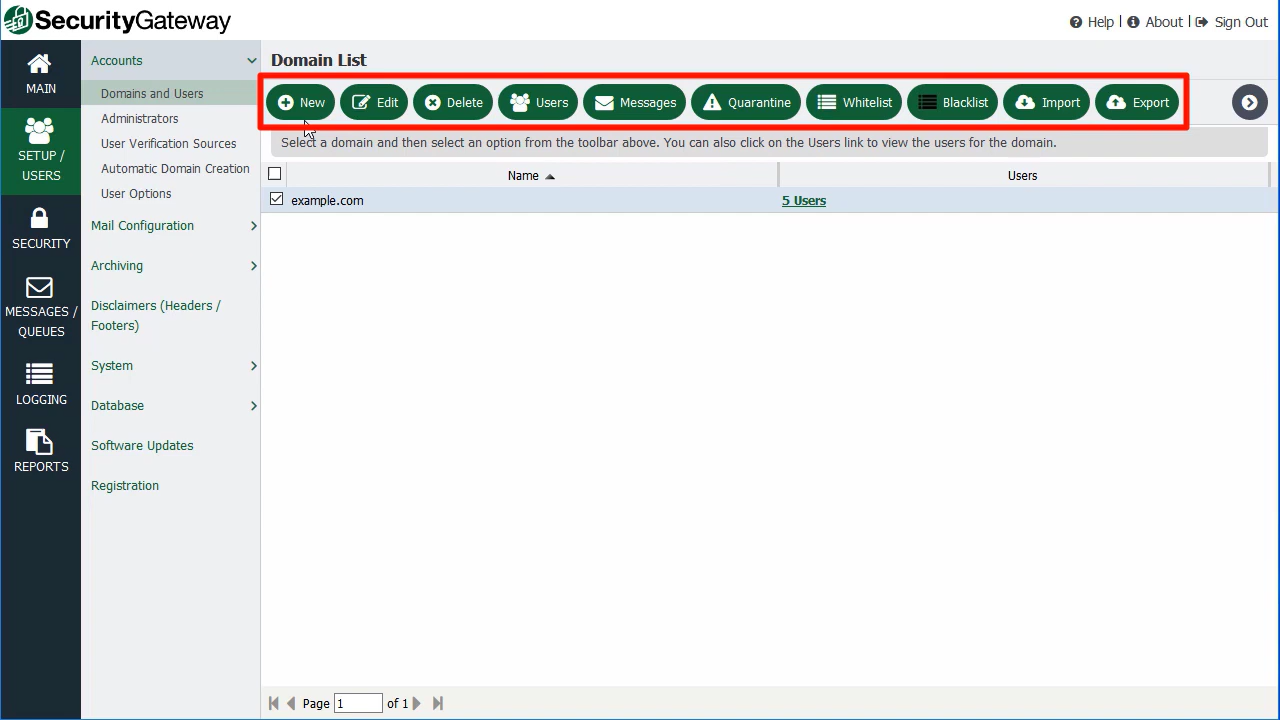 SecurityGateway
Help | About | Sign Out
MAIN
SETUP /
USERS
SECURITY
MESSAGES /
QUEUES
LOGGING
REPORTS
Accounts
Domains and Users
Administrators
User Verification Sources
Automatic Domain Creation
User Options
Mail Configuration
Archiving
Disclaimers (Headers /
Footers)
System
Database
Software Updates
Registration
Domain List
New Edit Delete Users Messages Quarantine Whitelist Blacklist Import Export
Select a domain and then select an option from the toolbar above. You can also click on the Users link to view the users for the domain.
Name Users
example.com 5 Users
Page 1 of 1